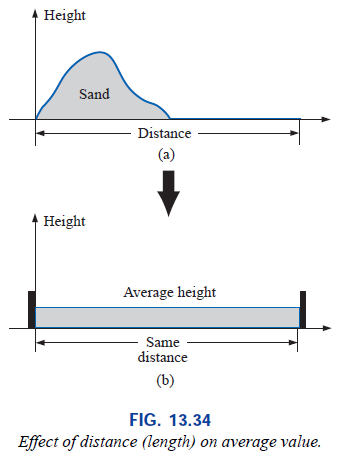 Height
Sand
Distance
(a)
Height
Average height
Same
distance
(b)
FIG. 13.34
Effect of distance (length) on average value.